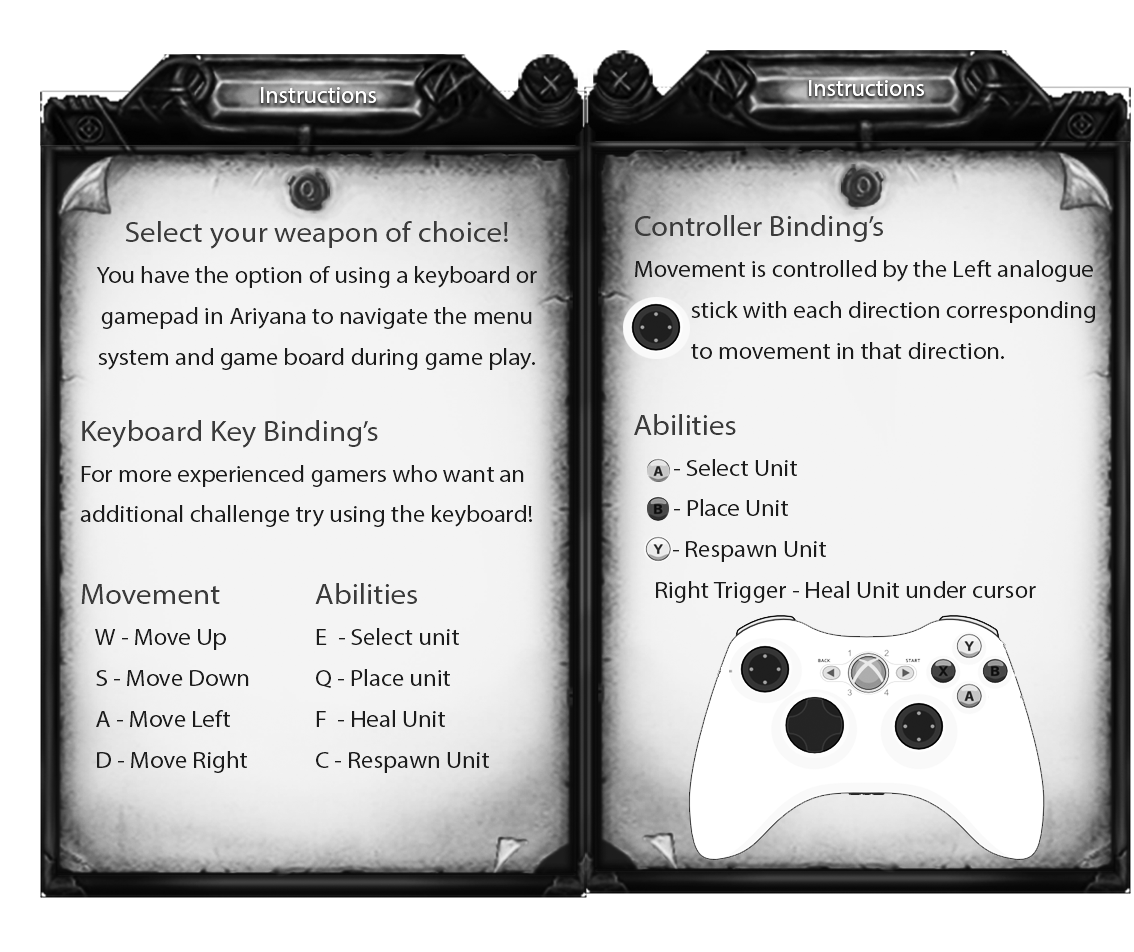 Instructions
Q
Select your weapon of choice!
You have the option of using a keyboard or
gamepad in Ariyana to navigate the menu
system and game board during game play.
Keyboard Key Binding's
For more experienced gamers who want an
additional challenge try using the keyboard!
Movement
W - Move Up
S - Move Down
A - Move Left
D - Move Right
Abilities
E - Select unit
Q - Place unit
F - Heal Unit
C - Respawn Unit
Instructions
Q
Controller Binding's
Movement is controlled by the Left analogue
stick with each direction corresponding
to movement in that direction.
Abilities
A - Select Unit
B - Place Unit
Y - Respawn Unit
Right Trigger - Heal Unit under cursor
1 2
BACK START
3 4
Y
X B
A